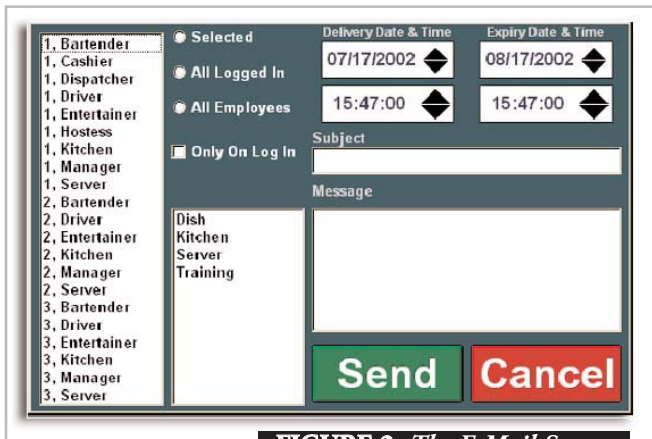 1, Bartender
1, Cashier
1, Dispatcher
1, Driver
1, Entertainer
1, Hostess
1, Kitchen
1, Manager
1, Server
2, Bartender
2, Driver
2, Entertainer
2, Kitchen
2, Manager
2, Server
3, Bartender
3, Driver
3, Entertainer
3, Kitchen
3, Manager
3, Server
Selected
All Logged In
All Employees
Only On Log In
Dish
Kitchen
Server
Training
Delivery Date & Time
07/17/2002
15:47:00
Expiry Date & Time
08/17/2002
15:47:00
Subject
Message
Send
Cancel